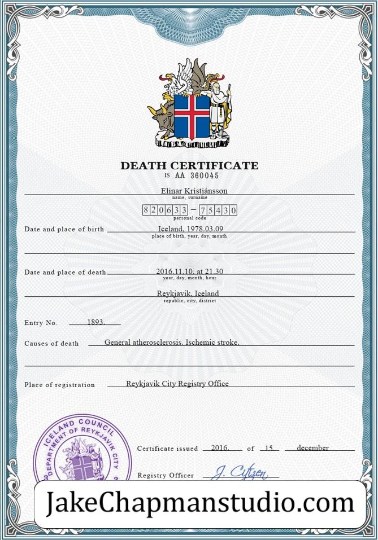 DEATH CERTIFICATE
IS AA 360045
Elinar Kristiánsson
name, surname
820633 - 75430
personal code
Date and place of birth Iceland, 1978.03.09
place of birth, year, day, month
Date and place of death 2016.11.10. at 21.30
year, day, month, hour
Reykjavik, Iceland
republic, city, district
Entry No. 1893.
Causes of death General atherosclerosis. Ischemic stroke.
Place of registration Reykjavik City Registry Office
ICELAND COUNCIL
DEPARTMENT OF REYKJAVIK CITY
Certificate issued 2016. of 15. december
Registry Officer J. Citizen
JakeChapmanstudio.com